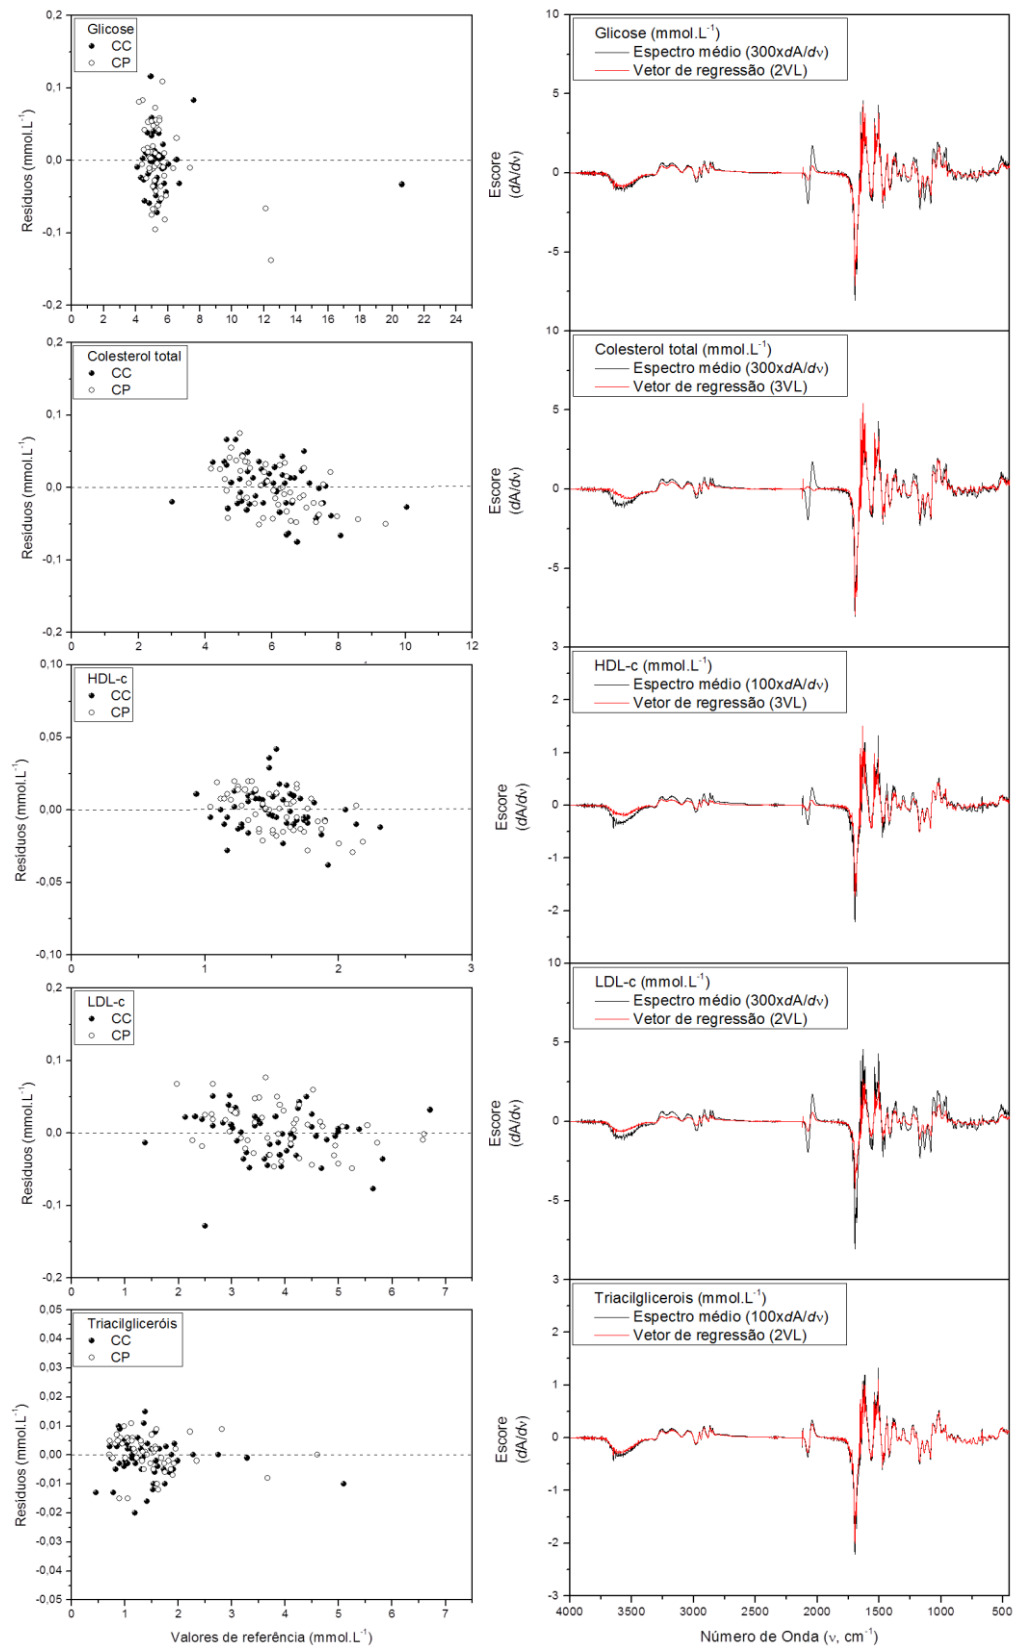 0,2
0,1
0,0
-0,1
-0,2
Resíduos (mmol.L⁻¹)
Glicose
CC
CP
0 2 4 6 8 10 12 14 16 18 20 22 24
10
5
0
-5
10
Escore
(dA/dν)
Glicose (mmol.L⁻¹)
Espectro médio (300xdA/dν)
Vetor de regressão (2VL)
0,2
0,1
0,0
-0,1
-0,2
Resíduos (mmol.L⁻¹)
Colesterol total
CC
CP
0 2 4 6 8 10 12
5
0
-5
3
Escore
(dA/dν)
Colesterol total (mmol.L⁻¹)
Espectro médio (300xdA/dν)
Vetor de regressão (3VL)
0,10
0,05
0,00
-0,05
-0,10
Resíduos (mmol.L⁻¹)
HDL-c
CC
CP
0 1 2 3
2
1
0
-1
-2
10
Escore
(dA/dν)
HDL-c (mmol.L⁻¹)
Espectro médio (100xdA/dν)
Vetor de regressão (3VL)
0,2
0,1
0,0
-0,1
-0,2
Resíduos (mmol.L⁻¹)
LDL-c
CC
CP
0 1 2 3 4 5 6 7
5
0
-5
3
Escore
(dA/dν)
LDL-c (mmol.L⁻¹)
Espectro médio (300xdA/dν)
Vetor de regressão (2VL)
0,05
0,04
0,03
0,02
0,01
0,00
-0,01
-0,02
-0,03
-0,04
-0,05
Resíduos (mmol.L⁻¹)
Triacilgliceróis
CC
CP
0 1 2 3 4 5 6 7
Valores de referência (mmol.L⁻¹)
2
1
0
-1
-2
-3
Escore
(dA/dν)
Triacilglicerois (mmol.L⁻¹)
Espectro médio (100xdA/dν)
Vetor de regressão (2VL)
4000 3500 3000 2500 2000 1500 1000 500
Número de Onda (ν, cm⁻¹)